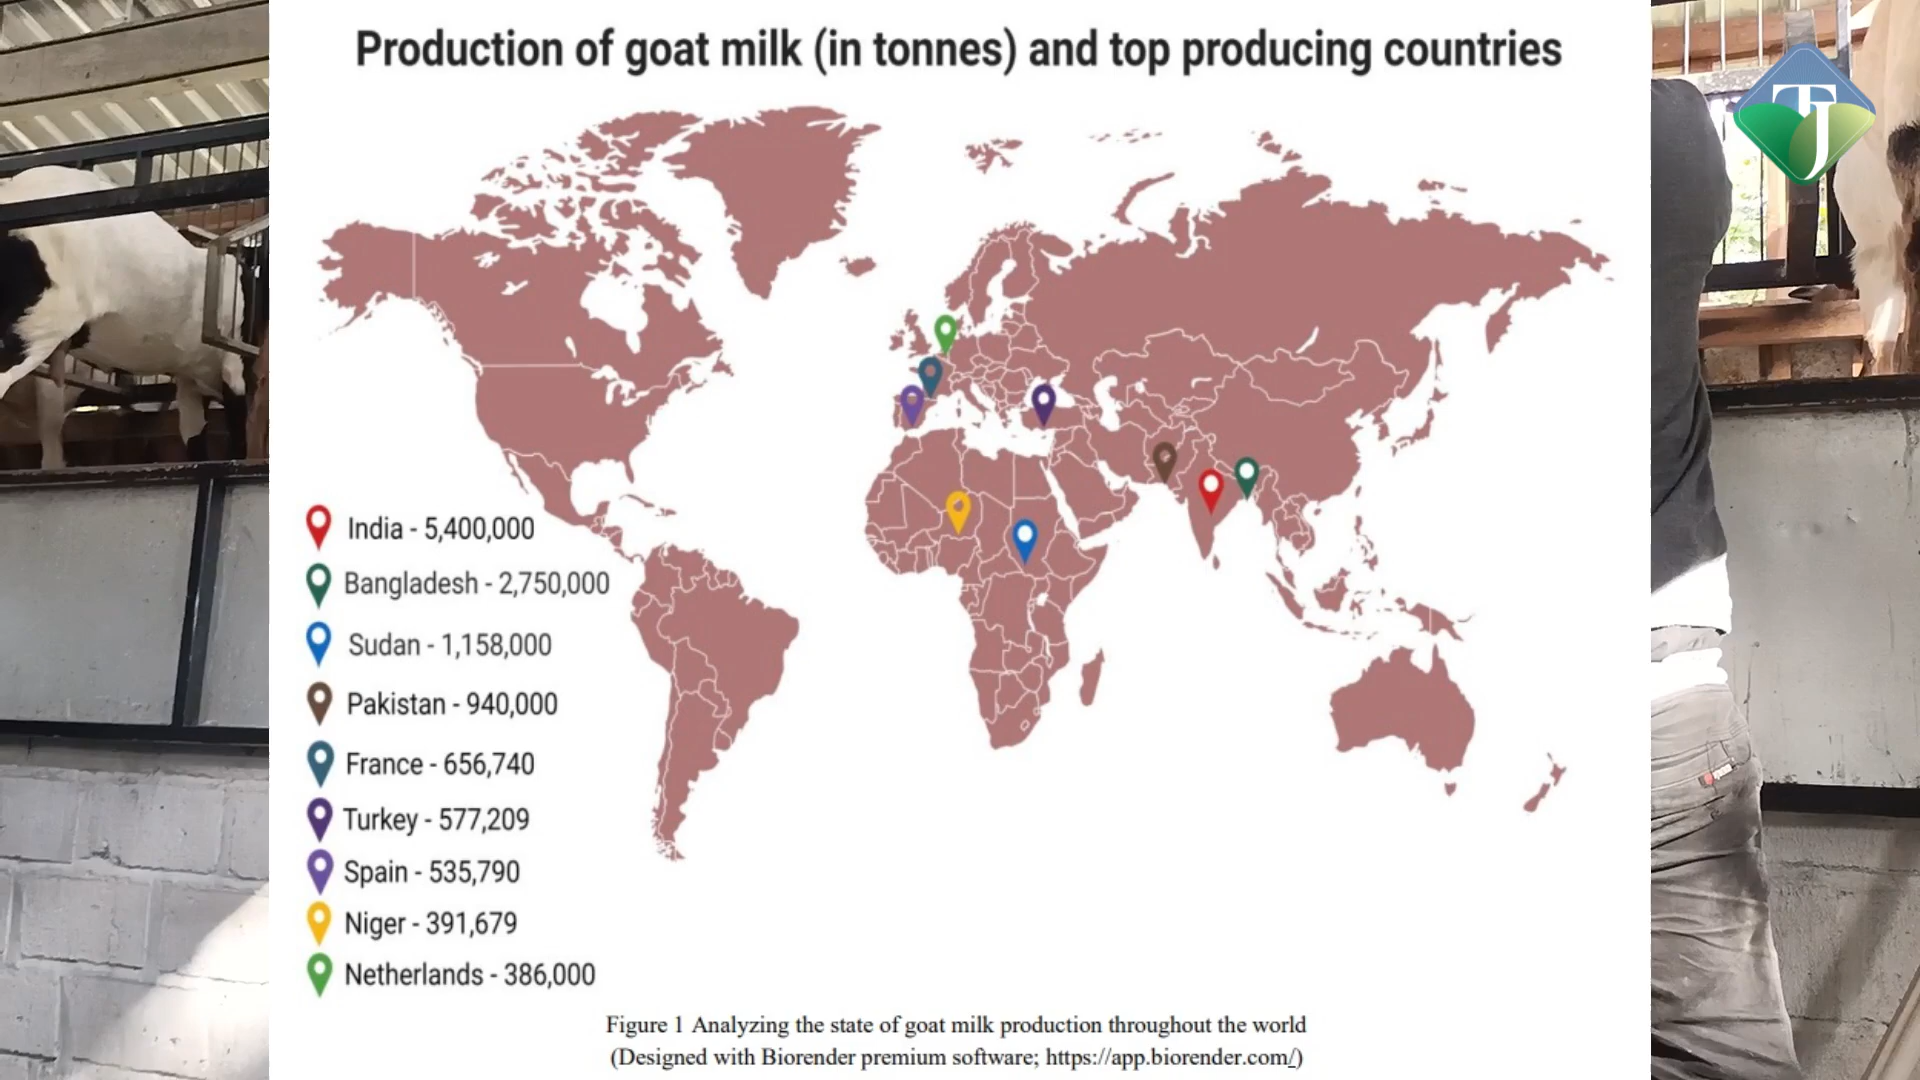 Production of goat milk (in tonnes) and top producing countries
TJ
India - 5,400,000
Bangladesh - 2,750,000
Sudan - 1,158,000
Pakistan - 940,000
France - 656,740
Turkey - 577,209
Spain - 535,790
Niger - 391,679
Netherlands - 386,000
Figure 1 Analyzing the state of goat milk production throughout the world
(Designed with Biorender premium software; https://app.biorender.com/)